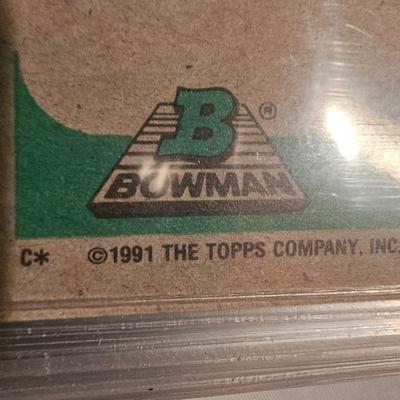 B®
BOWMAN
C* ©1991 THE TOPPS COMPANY, INC.